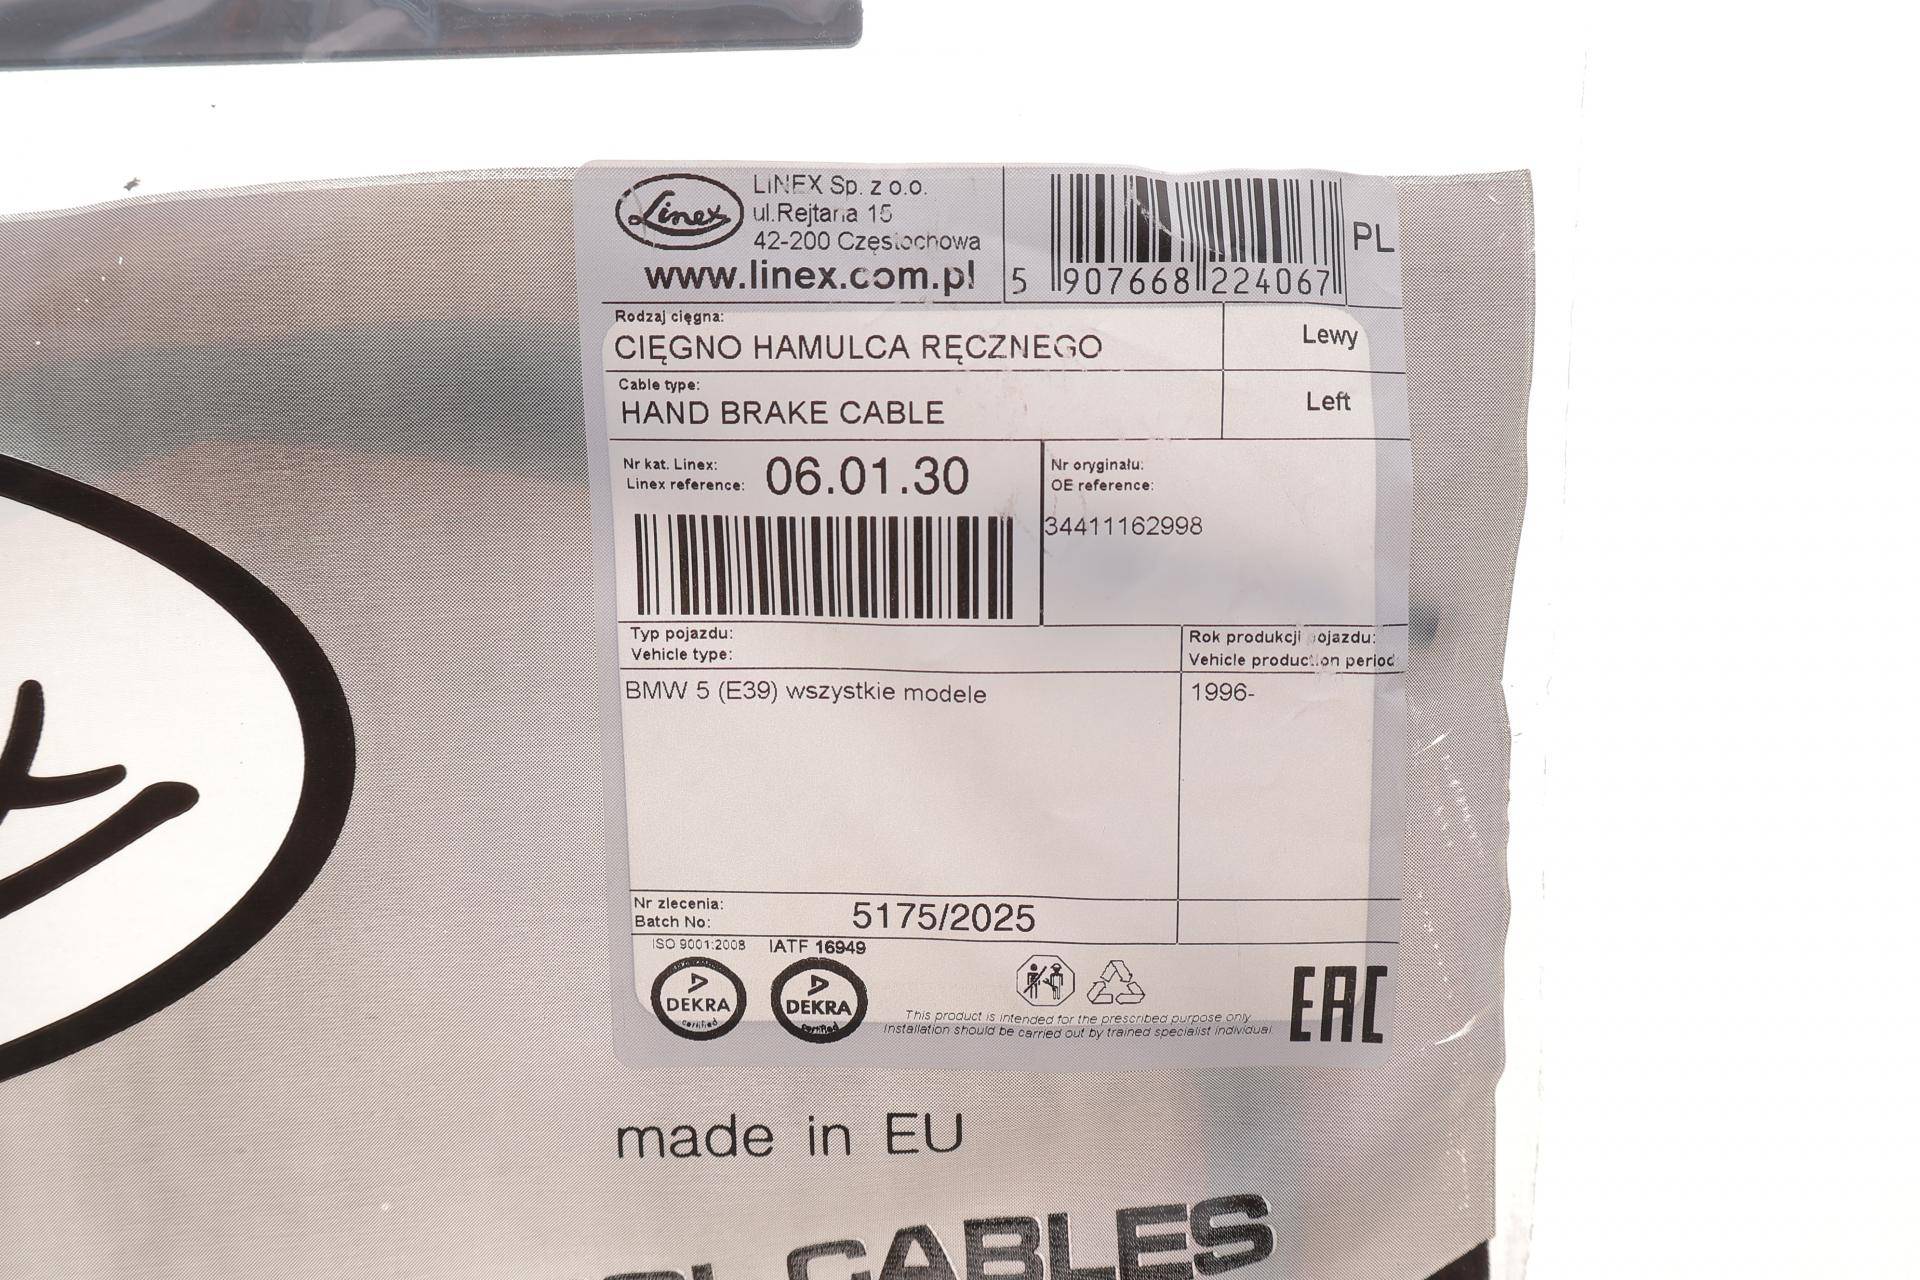 Linex
LINEX Sp. z o.o.
ul.Rejtana 15
42-200 Częstochowa
www.linex.com.pl
5 907668 224067
PL
Rodzaj cięgna:
CIĘGNO HAMULCA RĘCZNEGO
Lewy
Cable type:
HAND BRAKE CABLE
Left
Nr kat. Linex:
Linex reference:
06.01.30
Nr oryginału:
OE reference:
34411162998
Typ pojazdu:
Vehicle type:
Rok produkcji pojazdu:
Vehicle production period
BMW 5 (E39) wszystkie modele
1996-
Nr zlecenia:
Batch No:
5175/2025
ISO 9001:2008
IATF 16949
DEKRA
certified
DEKRA
certified
This product is intended for the prescribed purpose only
Installation should be carried out by trained specialist individual
EAC
made in EU
CABLES